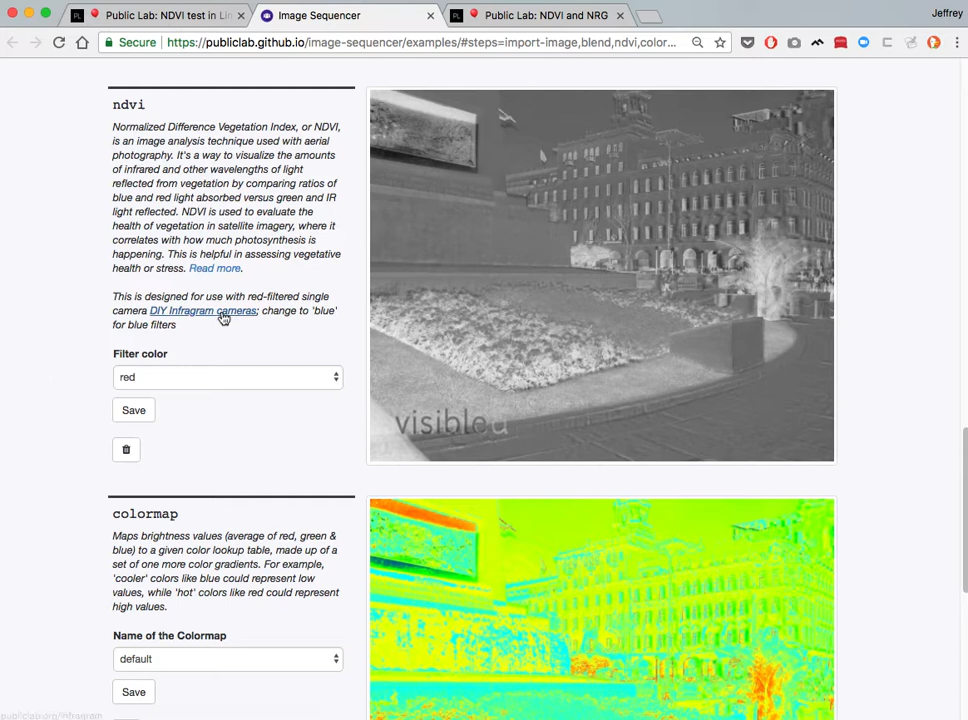 Public Lab: NDVI test in Lin
Image Sequencer
Public Lab: NDVI and NRG
Jeffrey
Secure
https://publiclab.github.io/image-sequencer/examples/#steps=import-image,blend,ndvi,color...
ndvi
Normalized Difference Vegetation Index, or NDVI,
is an image analysis technique used with aerial
photography. It's a way to visualize the amounts
of infrared and other wavelengths of light
reflected from vegetation by comparing ratios of
blue and red light absorbed versus green and IR
light reflected. NDVI is used to evaluate the
health of vegetation in satellite imagery, where it
correlates with how much photosynthesis is
happening. This is helpful in assessing vegetative
health or stress. Read more.
This is designed for use with red-filtered single
camera DIY Infragram cameras; change to 'blue'
for blue filters
Filter color
red
Save
visible
colormap
Maps brightness values (average of red, green &
blue) to a given color lookup table, made up of a
set of one more color gradients. For example,
'cooler' colors like blue could represent low
values, while 'hot' colors like red could represent
high values.
Name of the Colormap
default
Save
publiclab.org/infragram